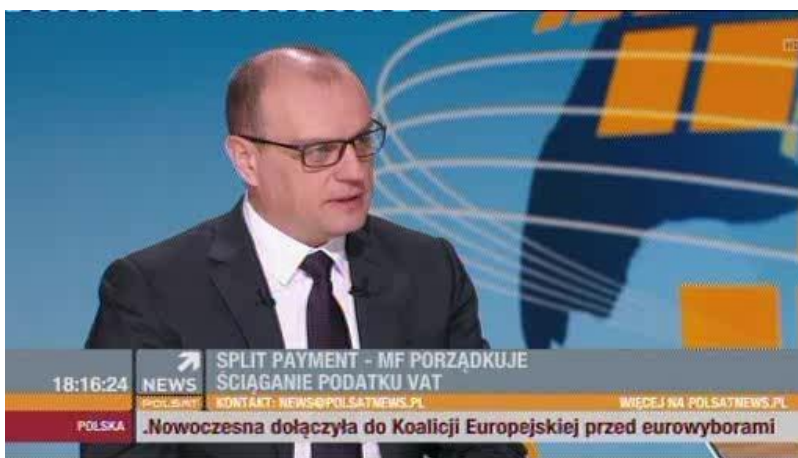 SPLIT PAYMENT - MF PORZĄDKUJE
18:16:24 NEWS ŚCIĄGANIE PODATKU VAT
POLSAT KONTAKT: NEWS@POLSATNEWS.PL WIĘCEJ NA POLSATNEWS.PL
POLSKA .Nowoczesna dołączyła do Koalicji Europejskiej przed eurowyborami